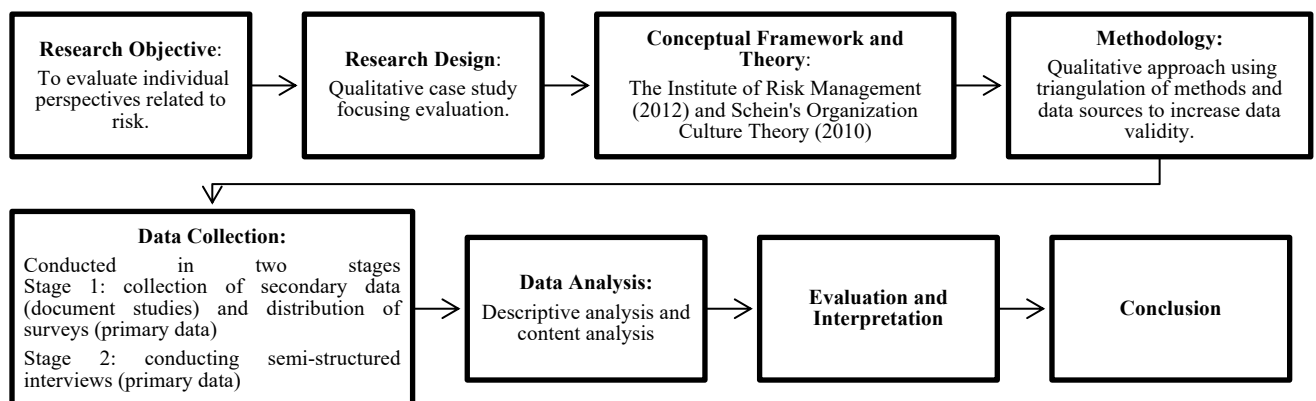 Research Objective:
To evaluate individual
perspectives related to
risk.
Research Design:
Qualitative case study
focusing evaluation.
Conceptual Framework and
Theory:
The Institute of Risk Management
(2012) and Schein's Organization
Culture Theory (2010)
Methodology:
Qualitative approach using
triangulation of methods and
data sources to increase data
validity.
Data Collection:
Conducted in two stages
Stage 1: collection of secondary data
(document studies) and distribution of
surveys (primary data)
Stage 2: conducting semi-structured
interviews (primary data)
Data Analysis:
Descriptive analysis and
content analysis
Evaluation and
Interpretation
Conclusion